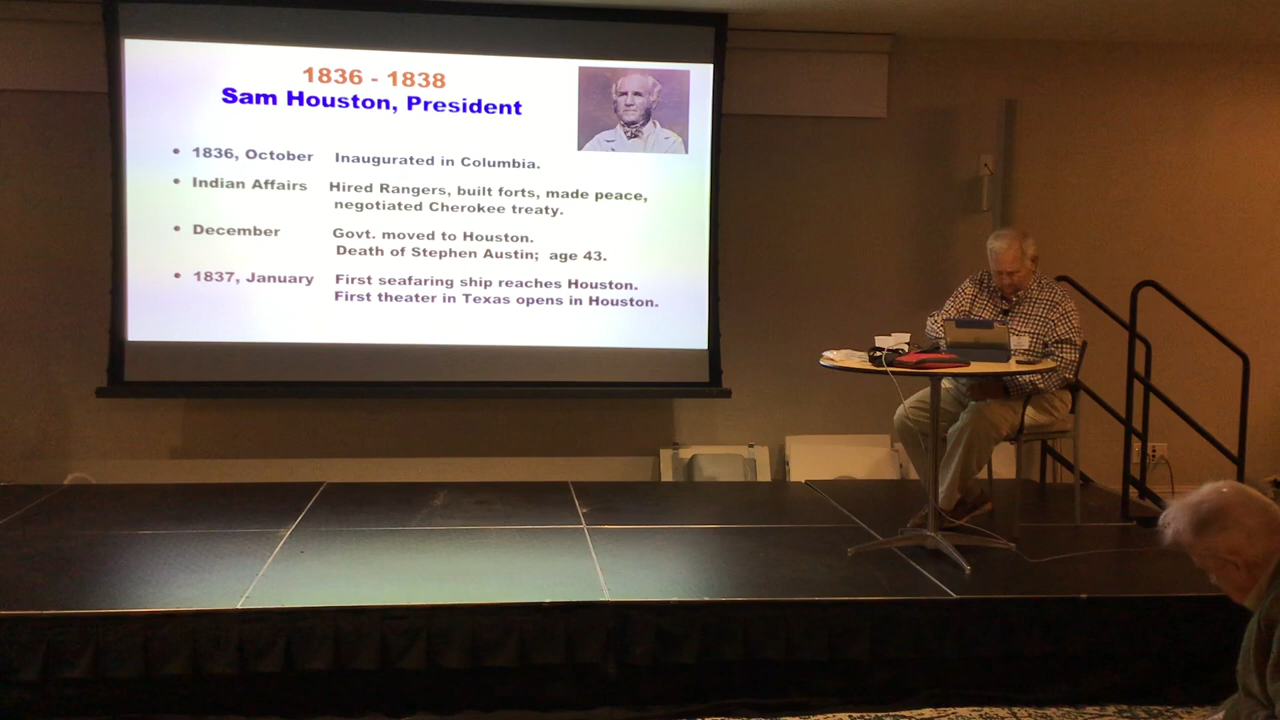 1836 - 1838
Sam Houston, President
• 1836, October Inaugurated in Columbia.
• Indian Affairs Hired Rangers, built forts, made peace,
negotiated Cherokee treaty.
• December Govt. moved to Houston.
Death of Stephen Austin; age 43.
• 1837, January First seafaring ship reaches Houston.
First theater in Texas opens in Houston.